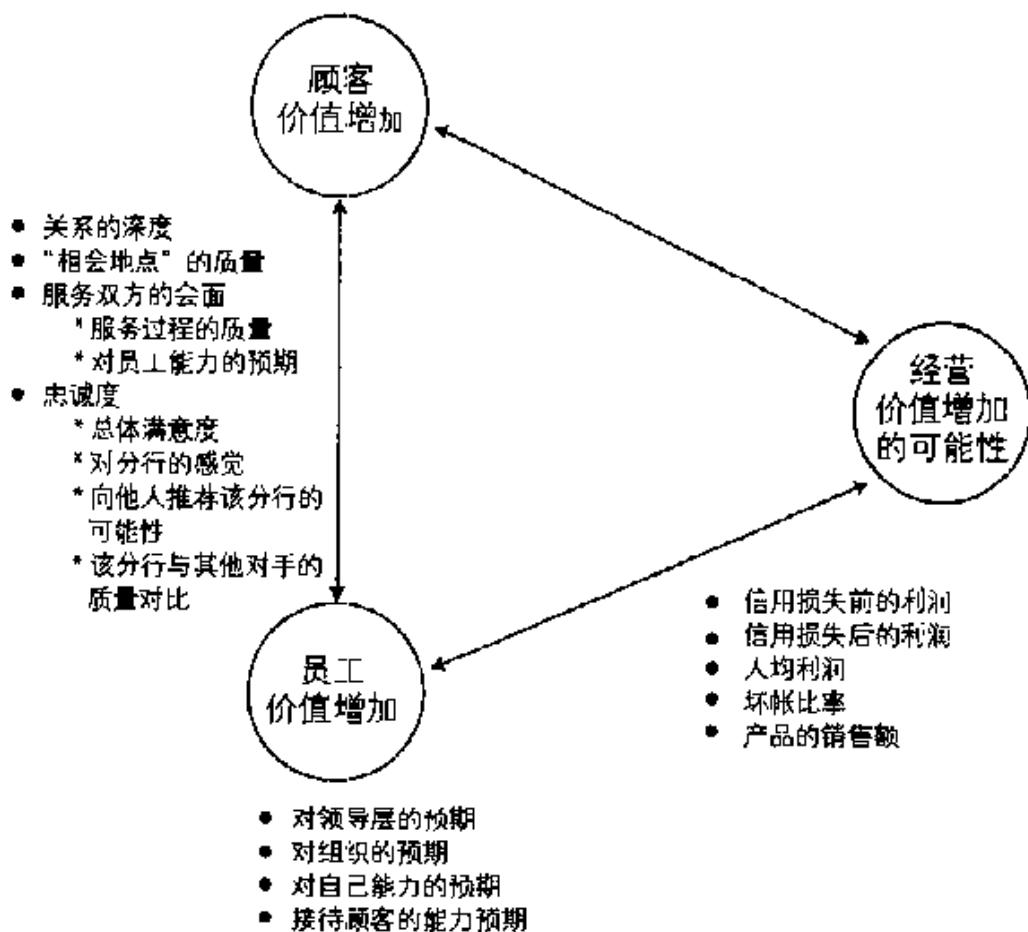 顾客
价值增加
• 关系的深度
• “相会地点”的质量
• 服务双方的会面
* 服务过程的质量
* 对员工能力的预期
• 忠诚度
* 总体满意度
* 对分行的感觉
* 向他人推荐该分行的
可能性
* 该分行与其他对手的
质量对比
经营
价值增加
的可能性
员工
价值增加
• 信用损失前的利润
• 信用损失后的利润
• 人均利润
• 坏帐比率
• 产品的销售额
• 对领导层的预期
• 对组织的预期
• 对自己能力的预期
• 接待顾客的能力预期